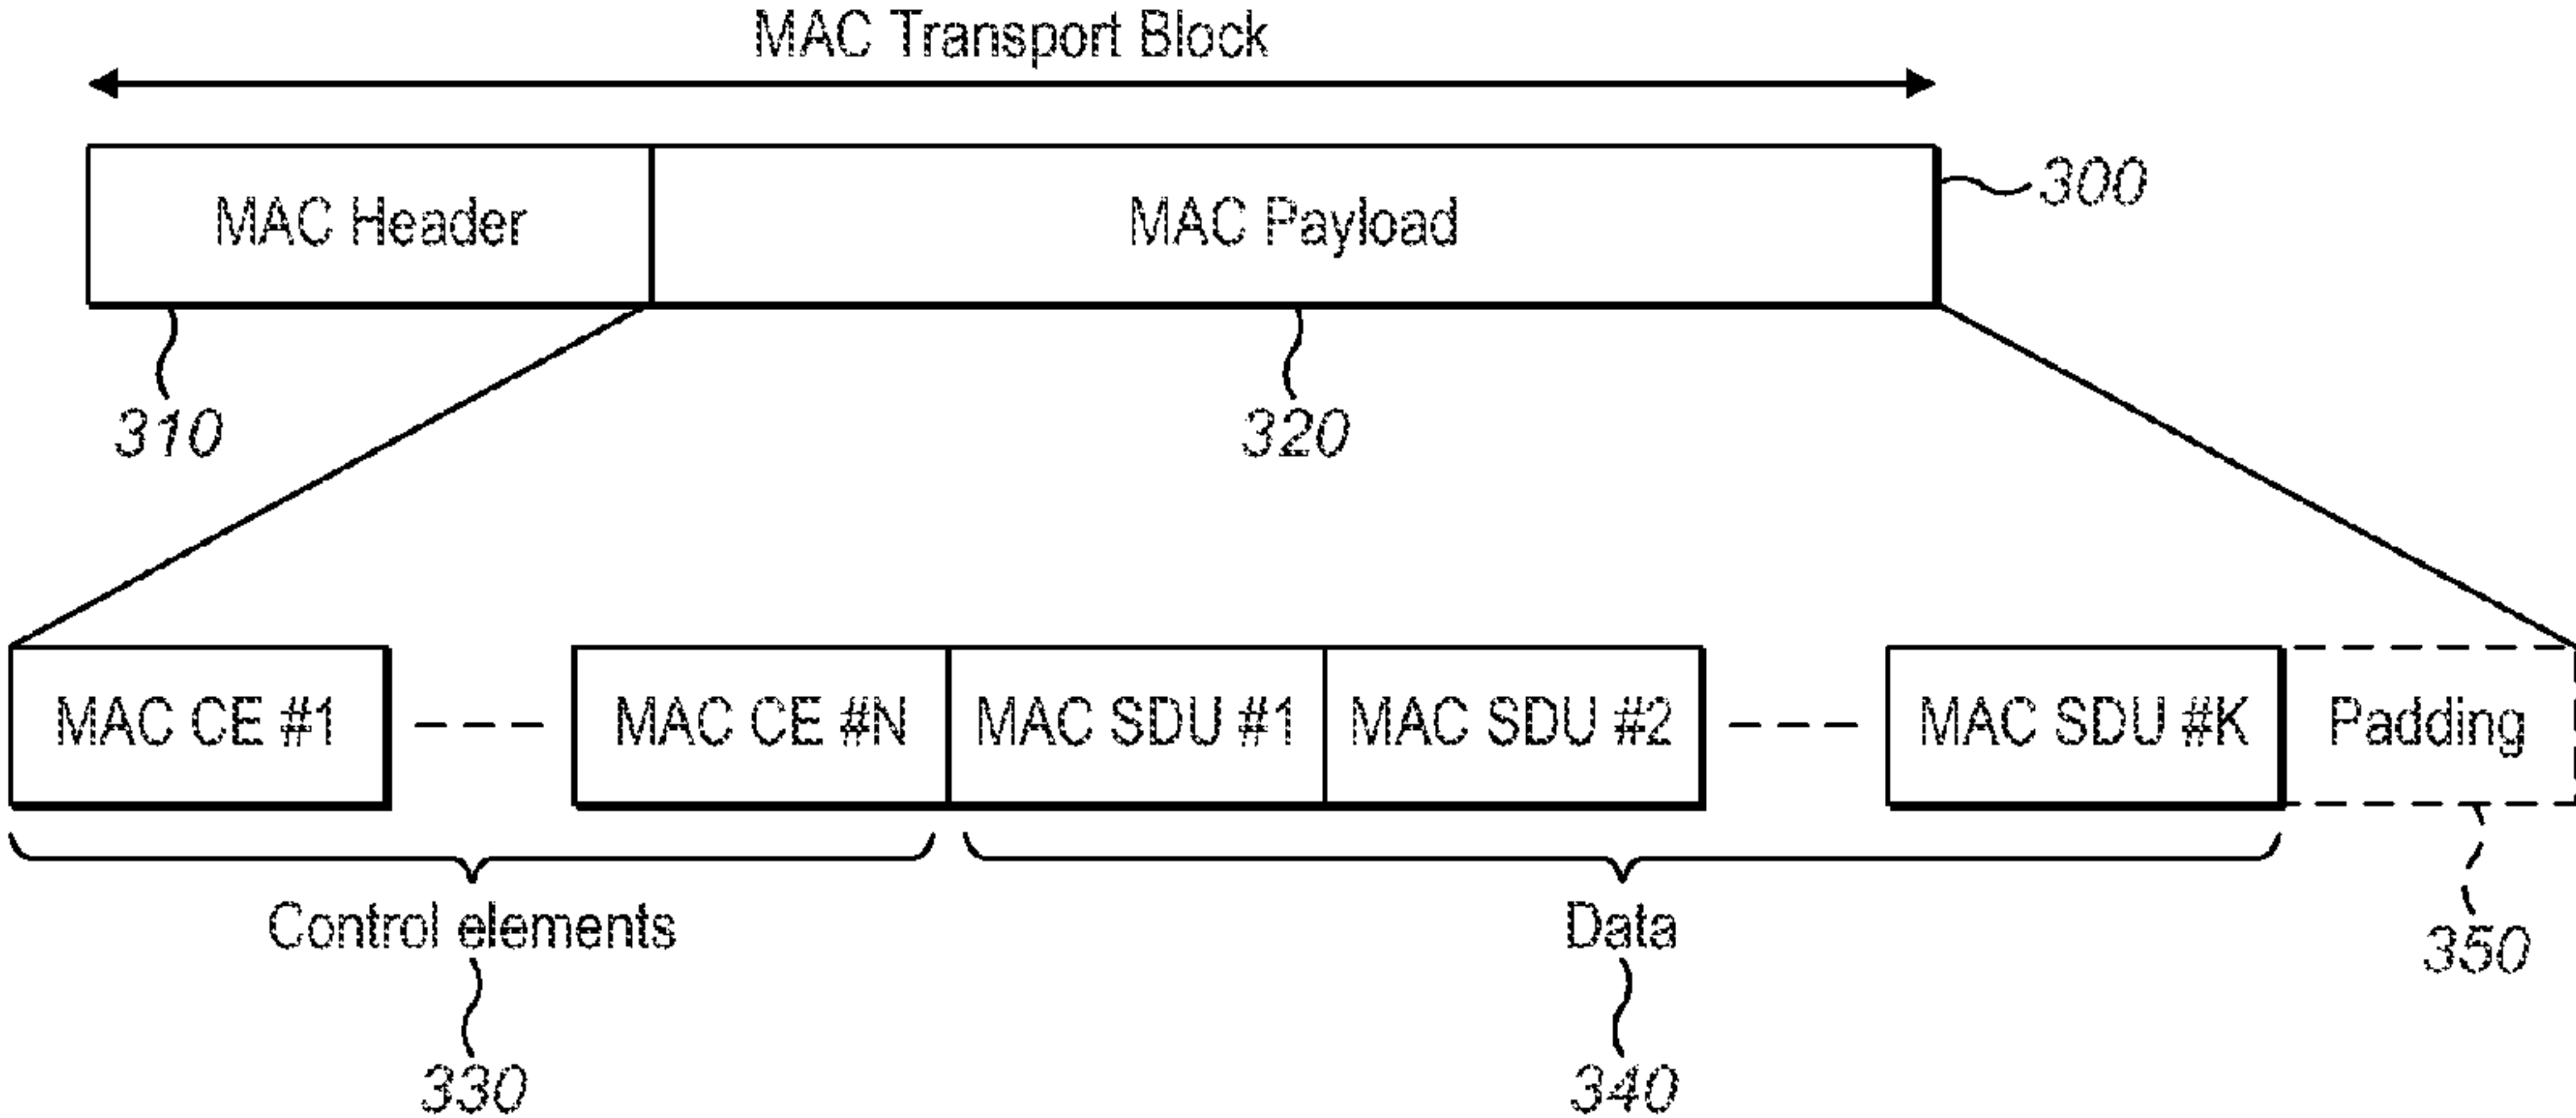 MAC Transport Block
MAC Header
MAC Payload
300
310
320
MAC CE #1
MAC CE #N
MAC SDU #1
MAC SDU #2
MAC SDU #K
Padding
Control elements
Data
350
330
340